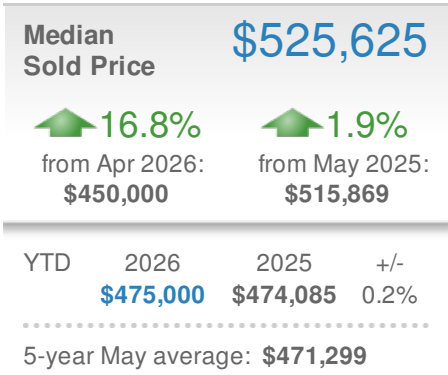 Median $525,625
Sold Price
16.8% 1.9%
from Apr 2026: from May 2025:
$450,000 $515,869
YTD 2026 2025 +/-
$475,000 $474,085 0.2%
5-year May average: $471,299